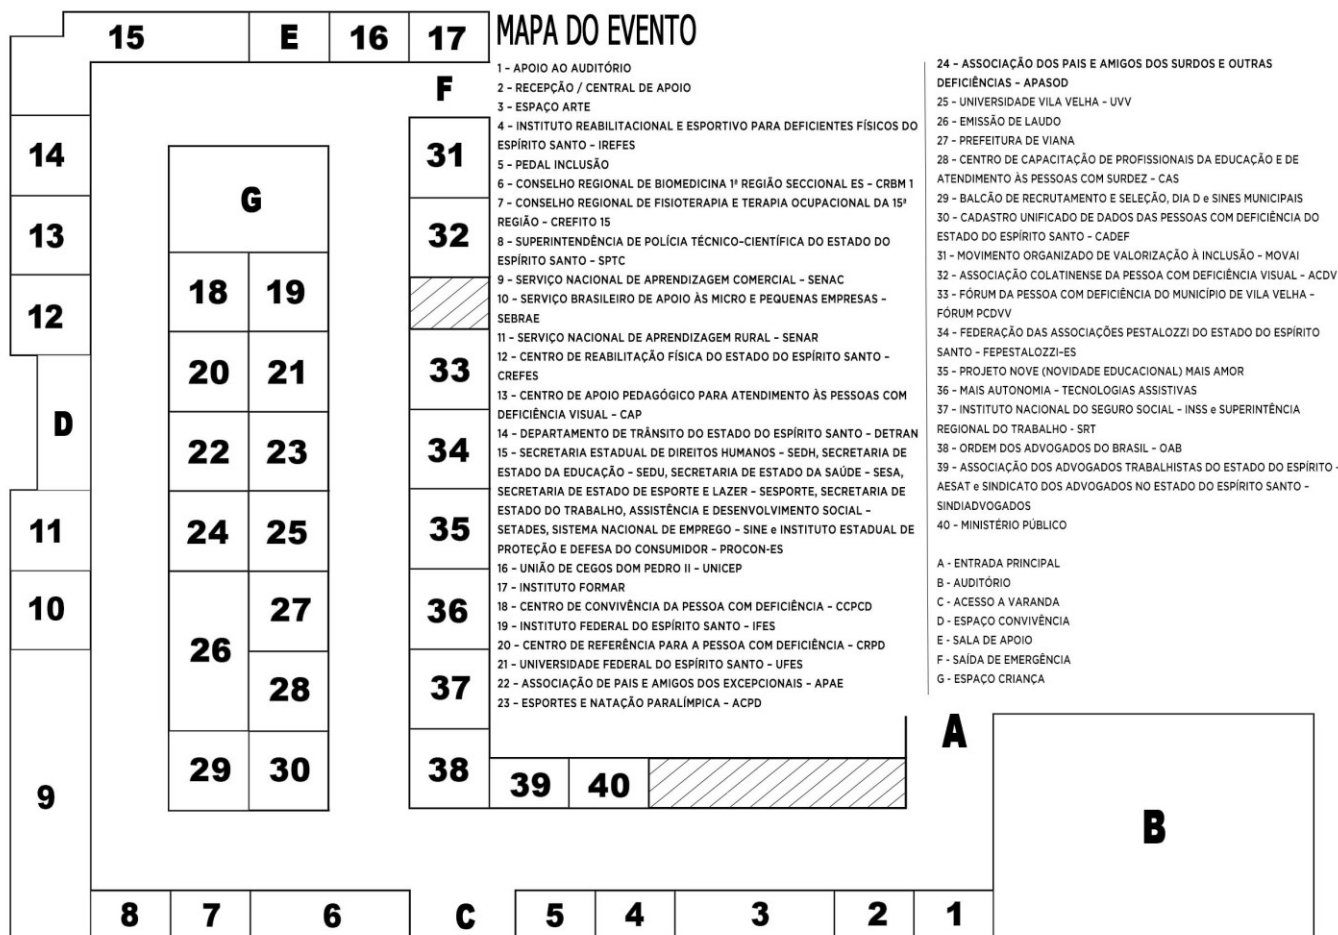 MAPA DO EVENTO
1 – APOIO AO AUDITÓRIO
2 – RECEPÇÃO / CENTRAL DE APOIO
3 – ESPAÇO ARTE
4 – INSTITUTO REABILITACIONAL E ESPORTIVO PARA DEFICIENTES FÍSICOS DO
ESPÍRITO SANTO – IREFES
5 – PEDAL INCLUSÃO
6 – CONSELHO REGIONAL DE BIOMEDICINA 1ª REGIÃO SECCIONAL ES – CRBM 1
7 – CONSELHO REGIONAL DE FISIOTERAPIA E TERAPIA OCUPACIONAL DA 15ª
REGIÃO – CREFITO 15
8 – SUPERINTENDÊNCIA DE POLÍCIA TÉCNICO-CIENTÍFICA DO ESTADO DO
ESPÍRITO SANTO – SPTC
9 – SERVIÇO NACIONAL DE APRENDIZAGEM COMERCIAL – SENAC
10 – SERVIÇO BRASILEIRO DE APOIO ÀS MICRO E PEQUENAS EMPRESAS –
SEBRAE
11 – SERVIÇO NACIONAL DE APRENDIZAGEM RURAL – SENAR
12 – CENTRO DE REABILITAÇÃO FÍSICA DO ESTADO DO ESPÍRITO SANTO –
CREFES
13 – CENTRO DE APOIO PEDAGÓGICO PARA ATENDIMENTO ÀS PESSOAS COM
DEFICIÊNCIA VISUAL – CAP
14 – DEPARTAMENTO DE TRÂNSITO DO ESTADO DO ESPÍRITO SANTO – DETRAN
15 – SECRETARIA ESTADUAL DE DIREITOS HUMANOS – SEDH, SECRETARIA DE
ESTADO DA EDUCAÇÃO – SEDU, SECRETARIA DE ESTADO DA SAÚDE – SESA,
SECRETARIA DE ESTADO DE ESPORTE E LAZER – SESPORTE, SECRETARIA DE
ESTADO DO TRABALHO, ASSISTÊNCIA E DESENVOLVIMENTO SOCIAL –
SETADES, SISTEMA NACIONAL DE EMPREGO – SINE e INSTITUTO ESTADUAL DE
PROTEÇÃO E DEFESA DO CONSUMIDOR – PROCON-ES
16 – UNIÃO DE CEGOS DOM PEDRO II – UNICEP
17 – INSTITUTO FORMAR
18 – CENTRO DE CONVIVÊNCIA DA PESSOA COM DEFICIÊNCIA – CCPCD
19 – INSTITUTO FEDERAL DO ESPÍRITO SANTO – IFES
20 – CENTRO DE REFERÊNCIA PARA A PESSOA COM DEFICIÊNCIA – CRPD
21 – UNIVERSIDADE FEDERAL DO ESPÍRITO SANTO – UFES
22 – ASSOCIAÇÃO DE PAIS E AMIGOS DOS EXCEPCIONAIS – APAE
23 – ESPORTES E NATAÇÃO PARALÍMPICA – ACPD
24 – ASSOCIAÇÃO DOS PAIS E AMIGOS DOS SURDOS E OUTRAS
DEFICIÊNCIAS – APASOD
25 – UNIVERSIDADE VILA VELHA – UVV
26 – EMISSÃO DE LAUDO
27 – PREFEITURA DE VIANA
28 – CENTRO DE CAPACITAÇÃO DE PROFISSIONAIS DA EDUCAÇÃO E DE
ATENDIMENTO ÀS PESSOAS COM SURDEZ – CAS
29 – BALCÃO DE RECRUTAMENTO E SELEÇÃO, DIA D e SINES MUNICIPAIS
30 – CADASTRO UNIFICADO DE DADOS DAS PESSOAS COM DEFICIÊNCIA DO
ESTADO DO ESPÍRITO SANTO – CADEF
31 – MOVIMENTO ORGANIZADO DE VALORIZAÇÃO À INCLUSÃO – MOVAI
32 – ASSOCIAÇÃO COLATINENSE DA PESSOA COM DEFICIÊNCIA VISUAL – ACDV
33 – FÓRUM DA PESSOA COM DEFICIÊNCIA DO MUNICÍPIO DE VILA VELHA –
FÓRUM PCDVV
34 – FEDERAÇÃO DAS ASSOCIAÇÕES PESTALOZZI DO ESTADO DO ESPÍRITO
SANTO – FEPESTALOZZI-ES
35 – PROJETO NOVE (NOVIDADE EDUCACIONAL) MAIS AMOR
36 – MAIS AUTONOMIA – TECNOLOGIAS ASSISTIVAS
37 – INSTITUTO NACIONAL DO SEGURO SOCIAL – INSS e SUPERINTÊNCIA
REGIONAL DO TRABALHO - SRT
38 – ORDEM DOS ADVOGADOS DO BRASIL – OAB
39 – ASSOCIAÇÃO DOS ADVOGADOS TRABALHISTAS DO ESTADO DO ESPÍRITO –
AESAT e SINDICATO DOS ADVOGADOS NO ESTADO DO ESPÍRITO SANTO –
SINDIADVOGADOS
40 – MINISTÉRIO PÚBLICO
A - ENTRADA PRINCIPAL
B - AUDITÓRIO
C - ACESSO A VARANDA
D - ESPAÇO CONVIVÊNCIA
E - SALA DE APOIO
F - SAÍDA DE EMERGÊNCIA
G - ESPAÇO CRIANÇA
15 E 16 17
F
14
31
G
13
32
18 19
12
20 21
33
D
22 23
34
11
24 25
35
10
27
36
26
28
37
A
29 30
38
39 40
9
B
8 7 6 C 5 4 3 2 1